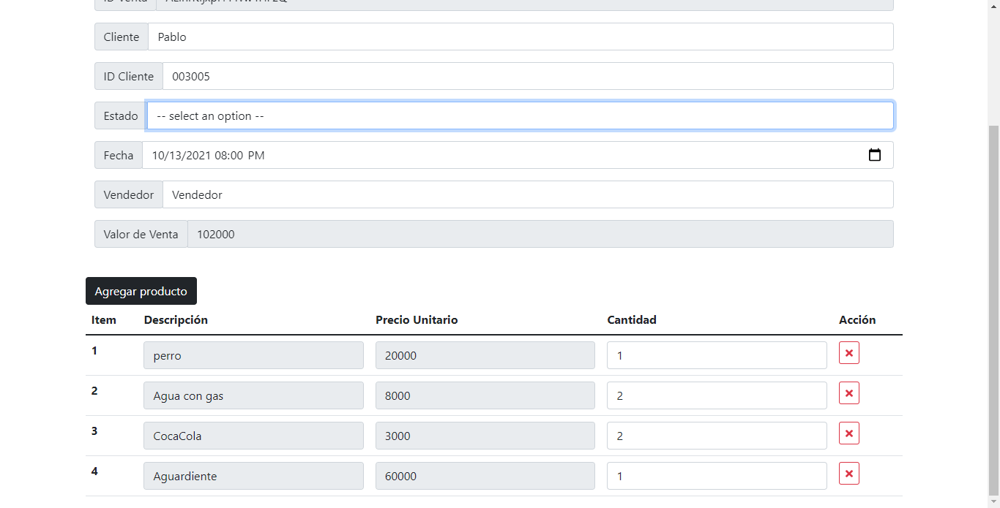 Cliente Pablo
ID Cliente 003005
Estado -- select an option --
Fecha 10/13/2021 08:00 PM
Vendedor Vendedor
Valor de Venta 102000
Agregar producto
Item Descripción Precio Unitario Cantidad Acción
1 perro 20000 1
2 Agua con gas 8000 2
3 CocaCola 3000 2
4 Aguardiente 60000 1